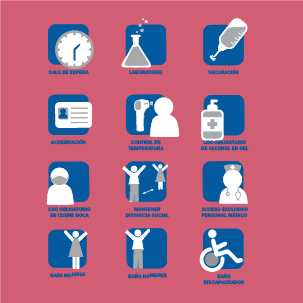 SALA DE ESPERA
LABORATORIO
VACUNACIÓN
ACREDITACIÓN
CONTROL DE
TEMPERATURA
USO OBLIGATORIO
DE ALCOHOL EN GEL
USO OBLIGATORIO
DE CUBRE BOCA
MANTENER
DISTANCIA SOCIAL
ACCESO EXCLUSIVO
PERSONAL MÉDICO
BAÑO MUJERES
BAÑO HOMBRES
BAÑO
DISCAPACITADOS